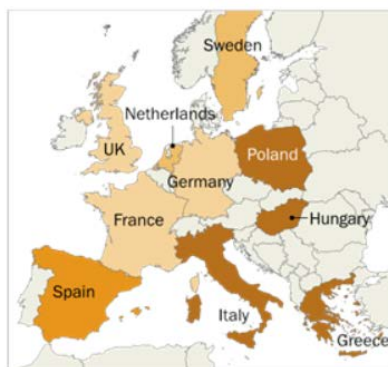 Sweden
Netherlands
UK
Poland
Germany
France
Hungary
Spain
Italy
Greece